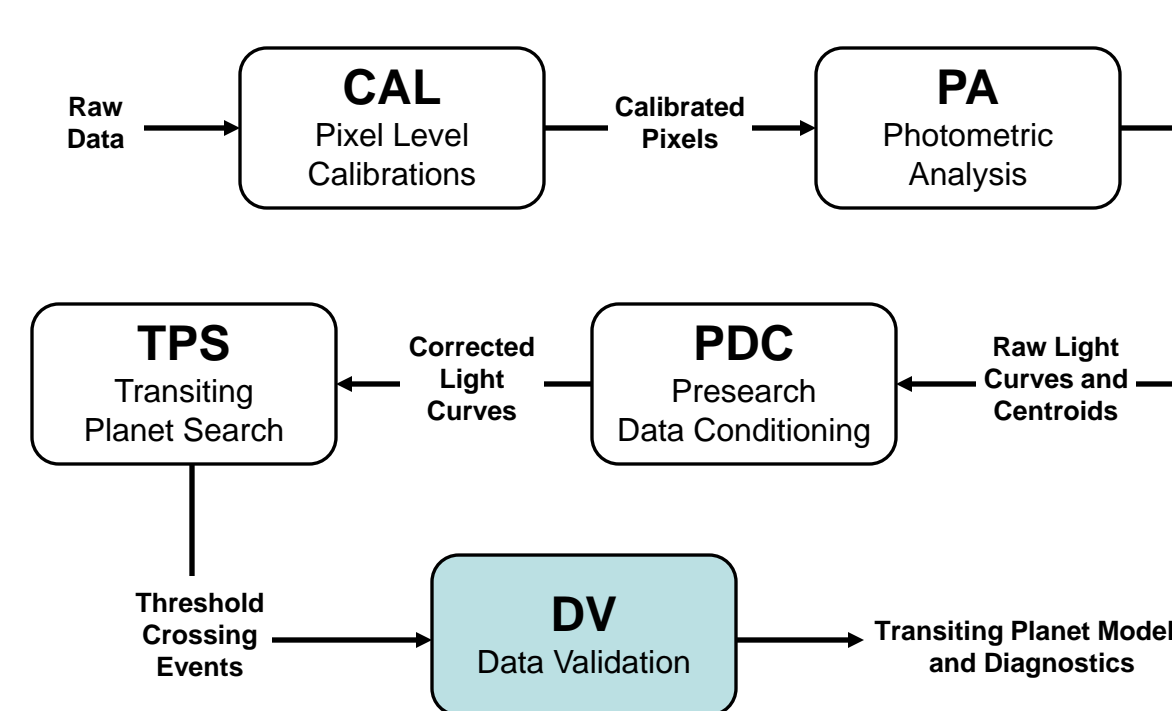 Raw
Data
CAL
Pixel Level
Calibrations
Calibrated
Pixels
PA
Photometric
Analysis
TPS
Transiting
Planet Search
Corrected
Light
Curves
PDC
Presearch
Data Conditioning
Raw Light
Curves and
Centroids
Threshold
Crossing
Events
DV
Data Validation
Transiting Planet Model
and Diagnostics